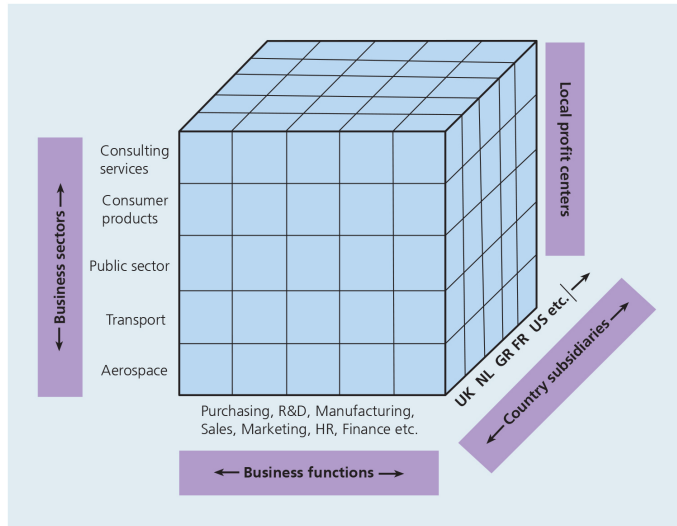 Local profit centers
Business sectors
Consulting
services
Consumer
products
Public sector
Transport
Aerospace
UK NL GR FR US etc.
Country subsidiaries
Purchasing, R&D, Manufacturing,
Sales, Marketing, HR, Finance etc.
Business functions